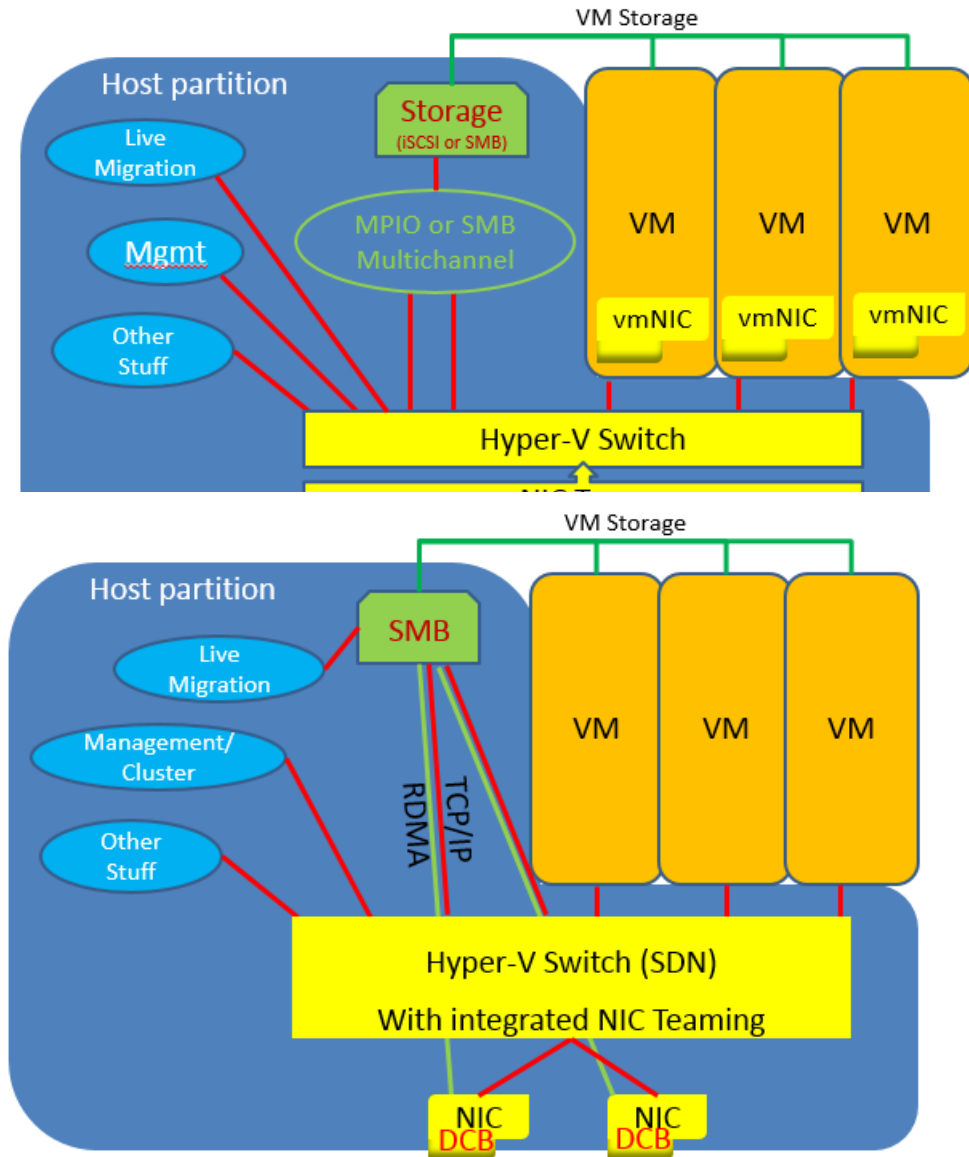 VM Storage
Host partition
Storage
(iSCSI or SMB)
Live
Migration
MPIO or SMB
Multichannel
VM
VM
VM
Mgmt
vmNIC
vmNIC
vmNIC
Other
Stuff
Hyper-V Switch
VM Storage
Host partition
SMB
Live
Migration
VM
VM
VM
Management/
Cluster
RDMA
TCP/IP
Other
Stuff
Hyper-V Switch (SDN)
With integrated NIC Teaming
NIC
DCB
NIC
DCB